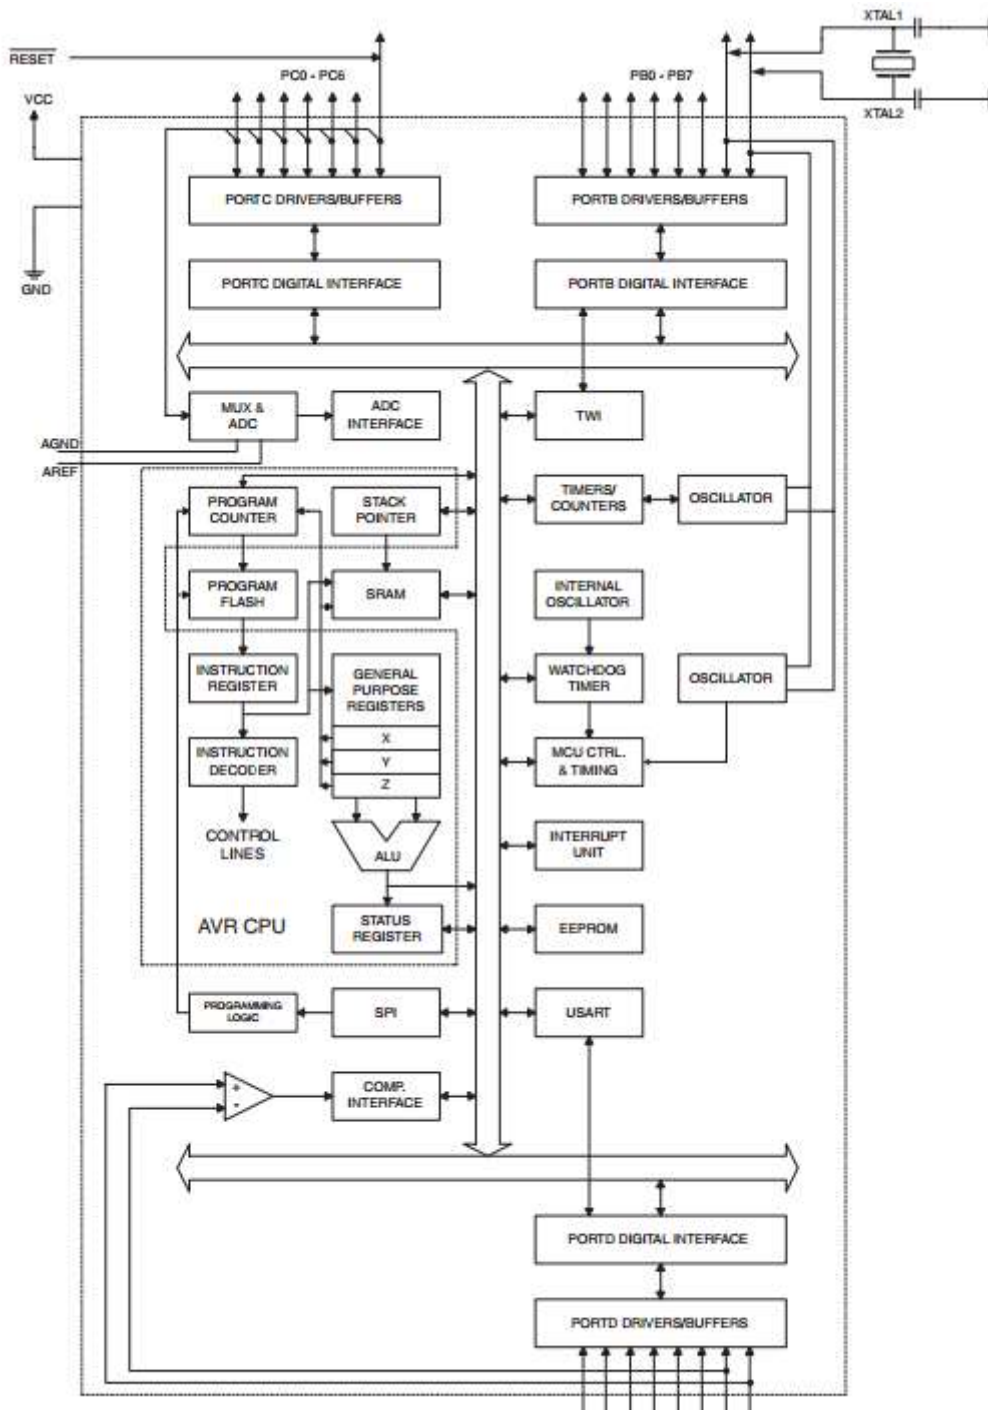 XTAL1
RESET
PC0 - PC6
PB0 - PB7
VCC
XTAL2
PORTC DRIVERS/BUFFERS
PORTB DRIVERS/BUFFERS
PORTC DIGITAL INTERFACE
PORTB DIGITAL INTERFACE
GND
MUX &
ADC
ADC
INTERFACE
TWI
AGND
AREF
PROGRAM
COUNTER
STACK
POINTER
TIMERS/
COUNTERS
OSCILLATOR
PROGRAM
FLASH
SRAM
INTERNAL
OSCILLATOR
INSTRUCTION
REGISTER
GENERAL
PURPOSE
REGISTERS
WATCHDOG
TIMER
OSCILLATOR
X
Y
Z
INSTRUCTION
DECODER
MCU CTRL.
& TIMING
CONTROL
LINES
ALU
INTERRUPT
UNIT
AVR CPU
STATUS
REGISTER
EEPROM
PROGRAMMING
LOGIC
SPI
USART
+
-
COMP.
INTERFACE
PORTD DIGITAL INTERFACE
PORTD DRIVERS/BUFFERS